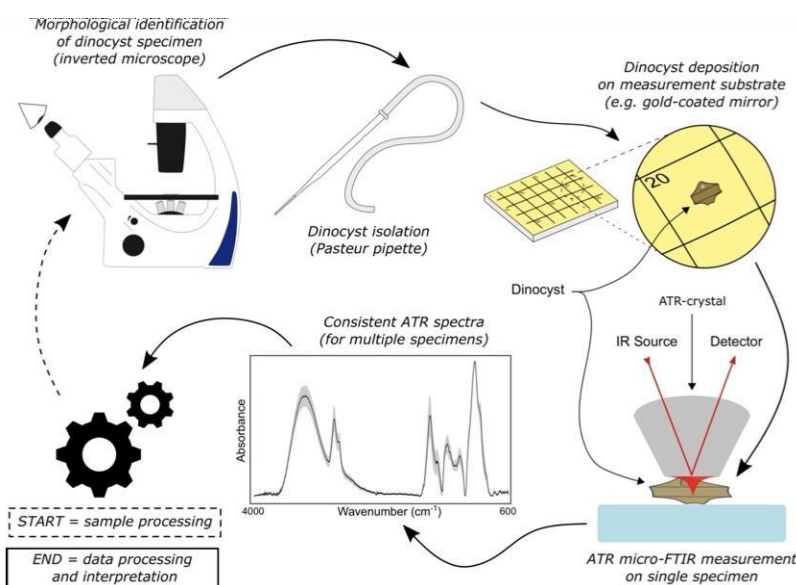 Morphological identification
of dinocyst specimen
(inverted microscope)
Dinocyst isolation
(Pasteur pipette)
Dinocyst deposition
on measurement substrate
(e.g. gold-coated mirror)
20
Dinocyst
ATR-crystal
IR Source
Detector
Consistent ATR spectra
(for multiple specimens)
Absorbance
4000
Wavenumber (cm⁻¹)
600
START = sample processing
END = data processing
and interpretation
ATR micro-FTIR measurement
on single specimen